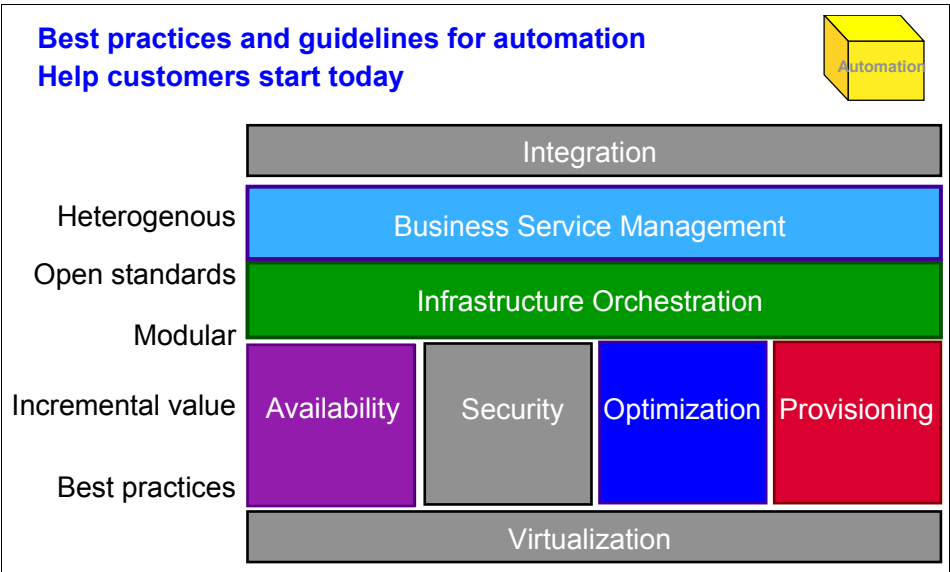 Best practices and guidelines for automation
Help customers start today
Automation
Integration
Heterogenous
Business Service Management
Open standards
Infrastructure Orchestration
Modular
Incremental value
Availability
Security
Optimization
Provisioning
Best practices
Virtualization